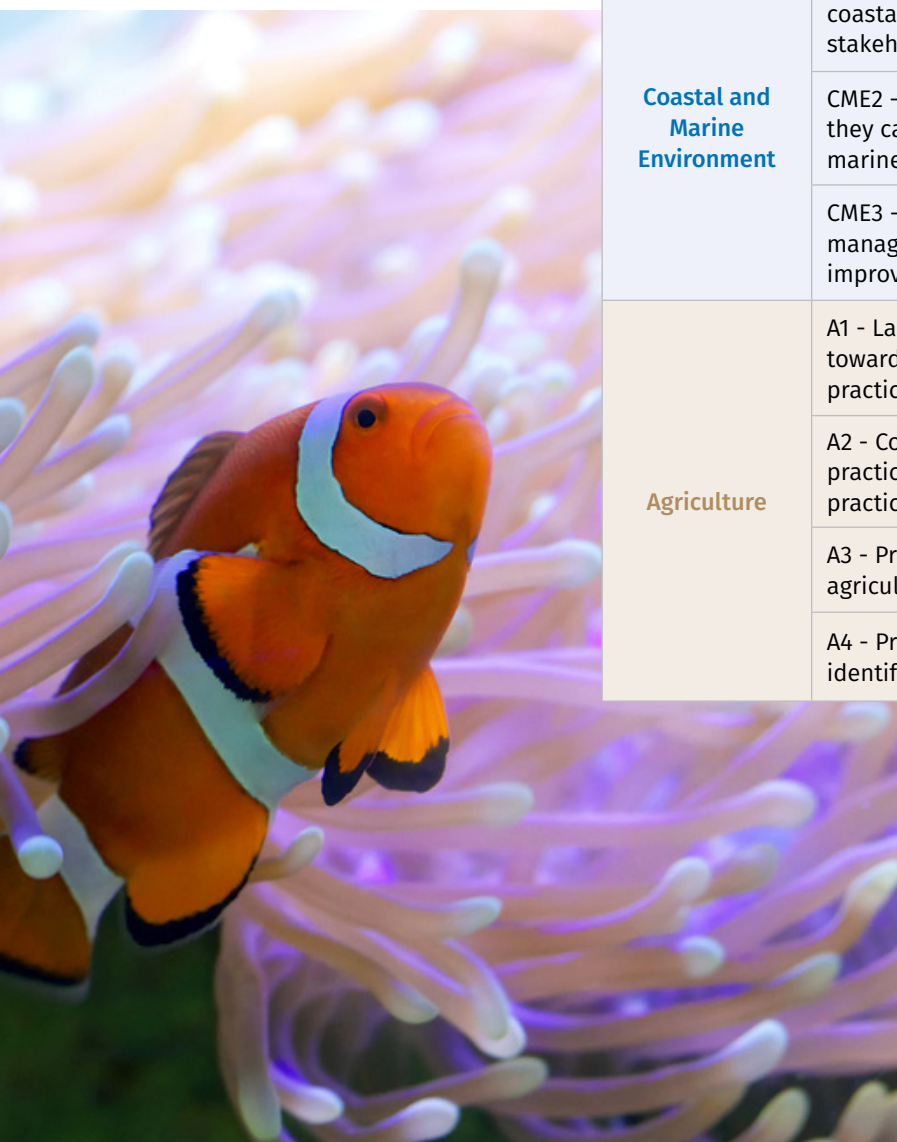 coasta
stakeh
Coastal and
Marine
Environment
CME2 -
they ca
marine
CME3 -
manag
improv
Agriculture
A1 - La
toward
practic
A2 - Co
practic
practic
A3 - Pr
agricul
A4 - Pr
identif